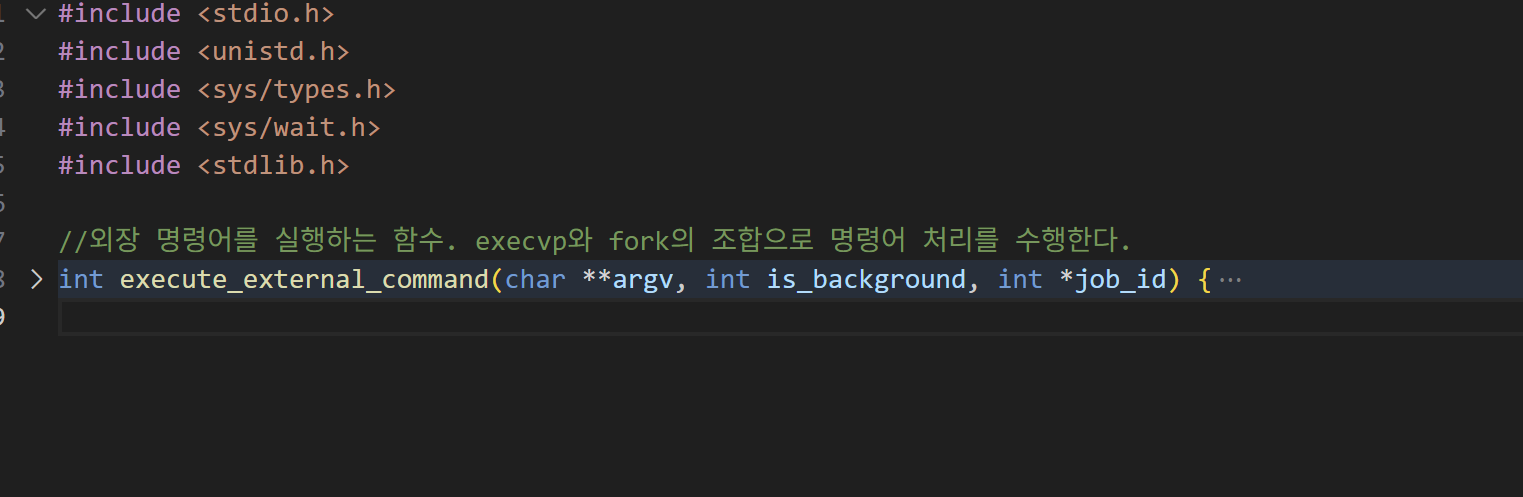 #include <stdio.h>
#include <unistd.h>
#include <sys/types.h>
#include <sys/wait.h>
#include <stdlib.h>
//외장 명령어를 실행하는 함수. execvp와 fork의 조합으로 명령어 처리를 수행한다.
int execute_external_command(char **argv, int is_background, int *job_id) {⋯